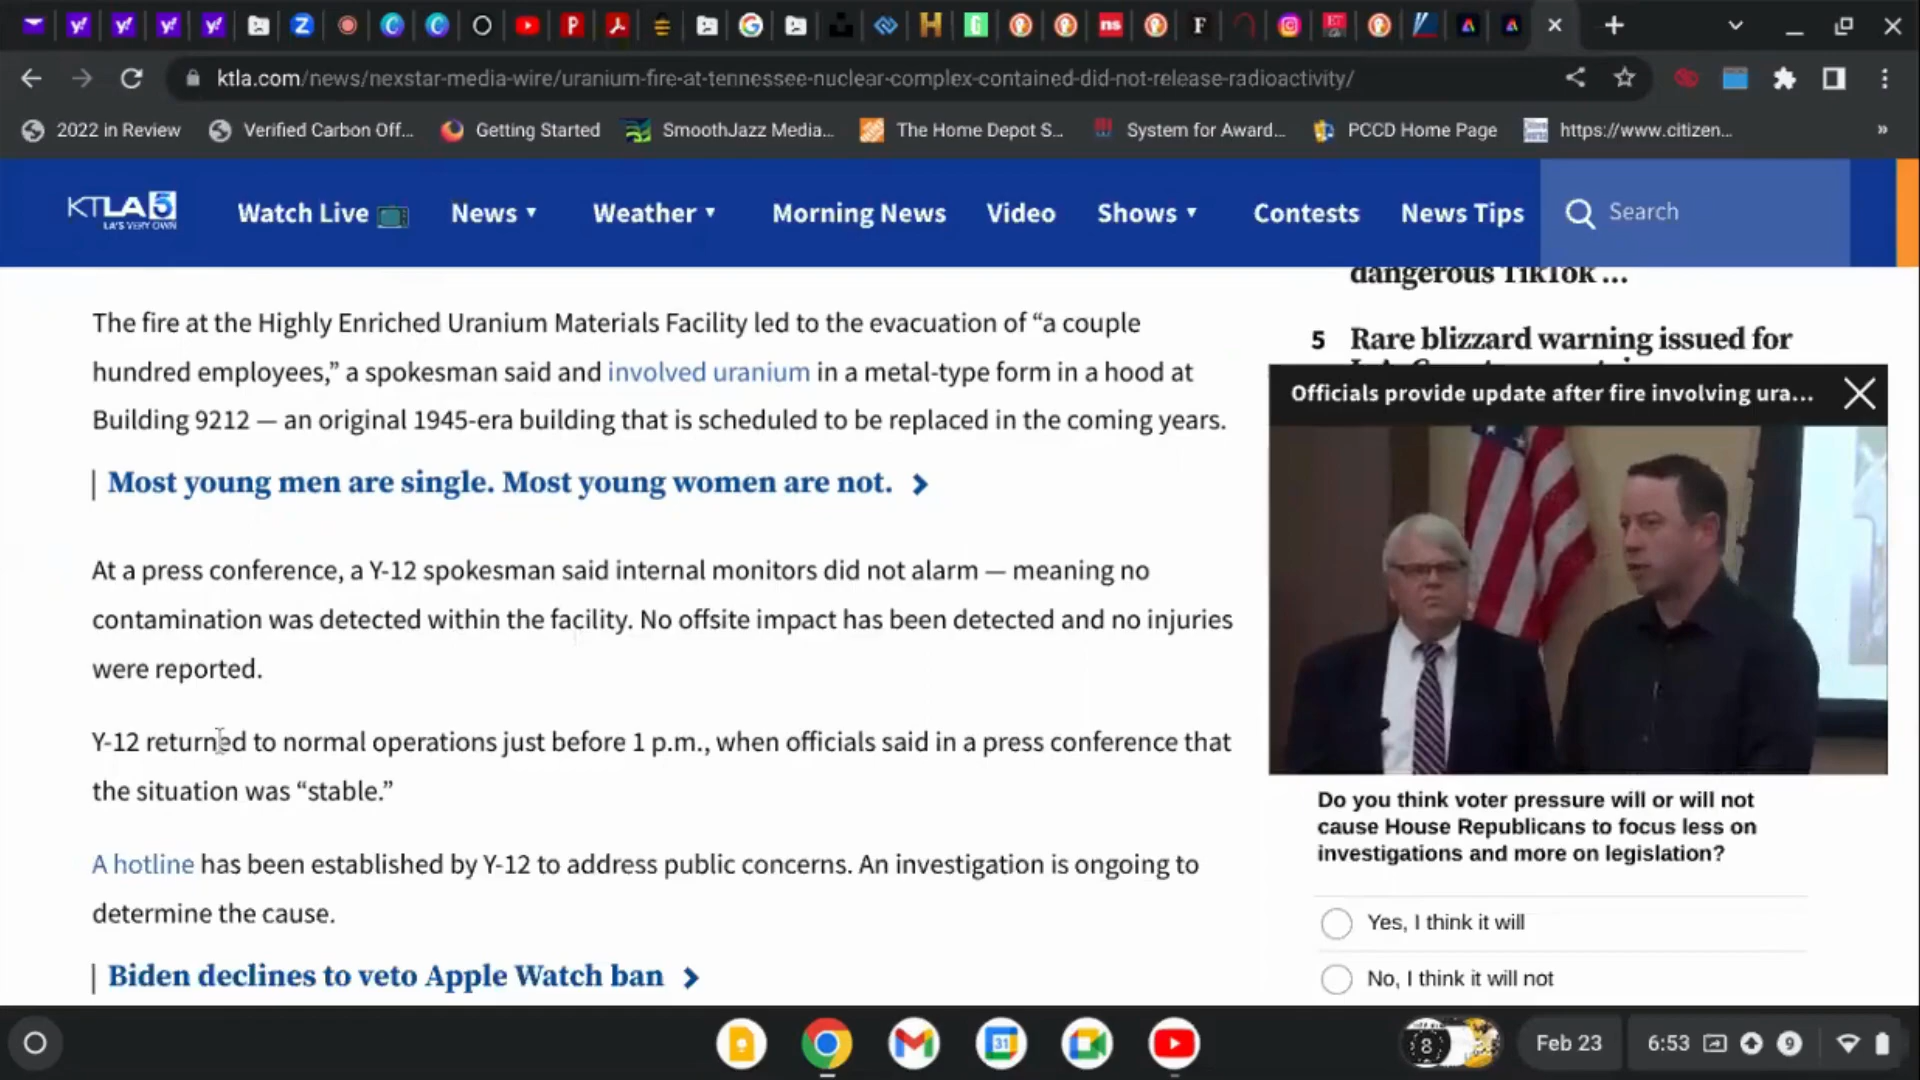 ktla.com/news/nexstar-media-wire/uranium-fire-at-tennessee-nuclear-complex-contained-did-not-release-radioactivity/
2022 in Review
Verified Carbon Off...
Getting Started
SmoothJazz Media...
The Home Depot S...
System for Award...
PCCD Home Page
https://www.citizen...
»
KTLA 5
LA'S VERY OWN
Watch Live
News
Weather
Morning News
Video
Shows
Contests
News Tips
Search
The fire at the Highly Enriched Uranium Materials Facility led to the evacuation of “a couple
hundred employees,” a spokesman said and involved uranium in a metal-type form in a hood at
Building 9212 — an original 1945-era building that is scheduled to be replaced in the coming years.
Most young men are single. Most young women are not.
At a press conference, a Y-12 spokesman said internal monitors did not alarm — meaning no
contamination was detected within the facility. No offsite impact has been detected and no injuries
were reported.
Y-12 returned to normal operations just before 1 p.m., when officials said in a press conference that
the situation was “stable.”
A hotline has been established by Y-12 to address public concerns. An investigation is ongoing to
determine the cause.
Biden declines to veto Apple Watch ban
dangerous TikTok ...
5 Rare blizzard warning issued for
Officials provide update after fire involving ura...
Do you think voter pressure will or will not
cause House Republicans to focus less on
investigations and more on legislation?
Yes, I think it will
No, I think it will not
31
8
Feb 23
6:53
9